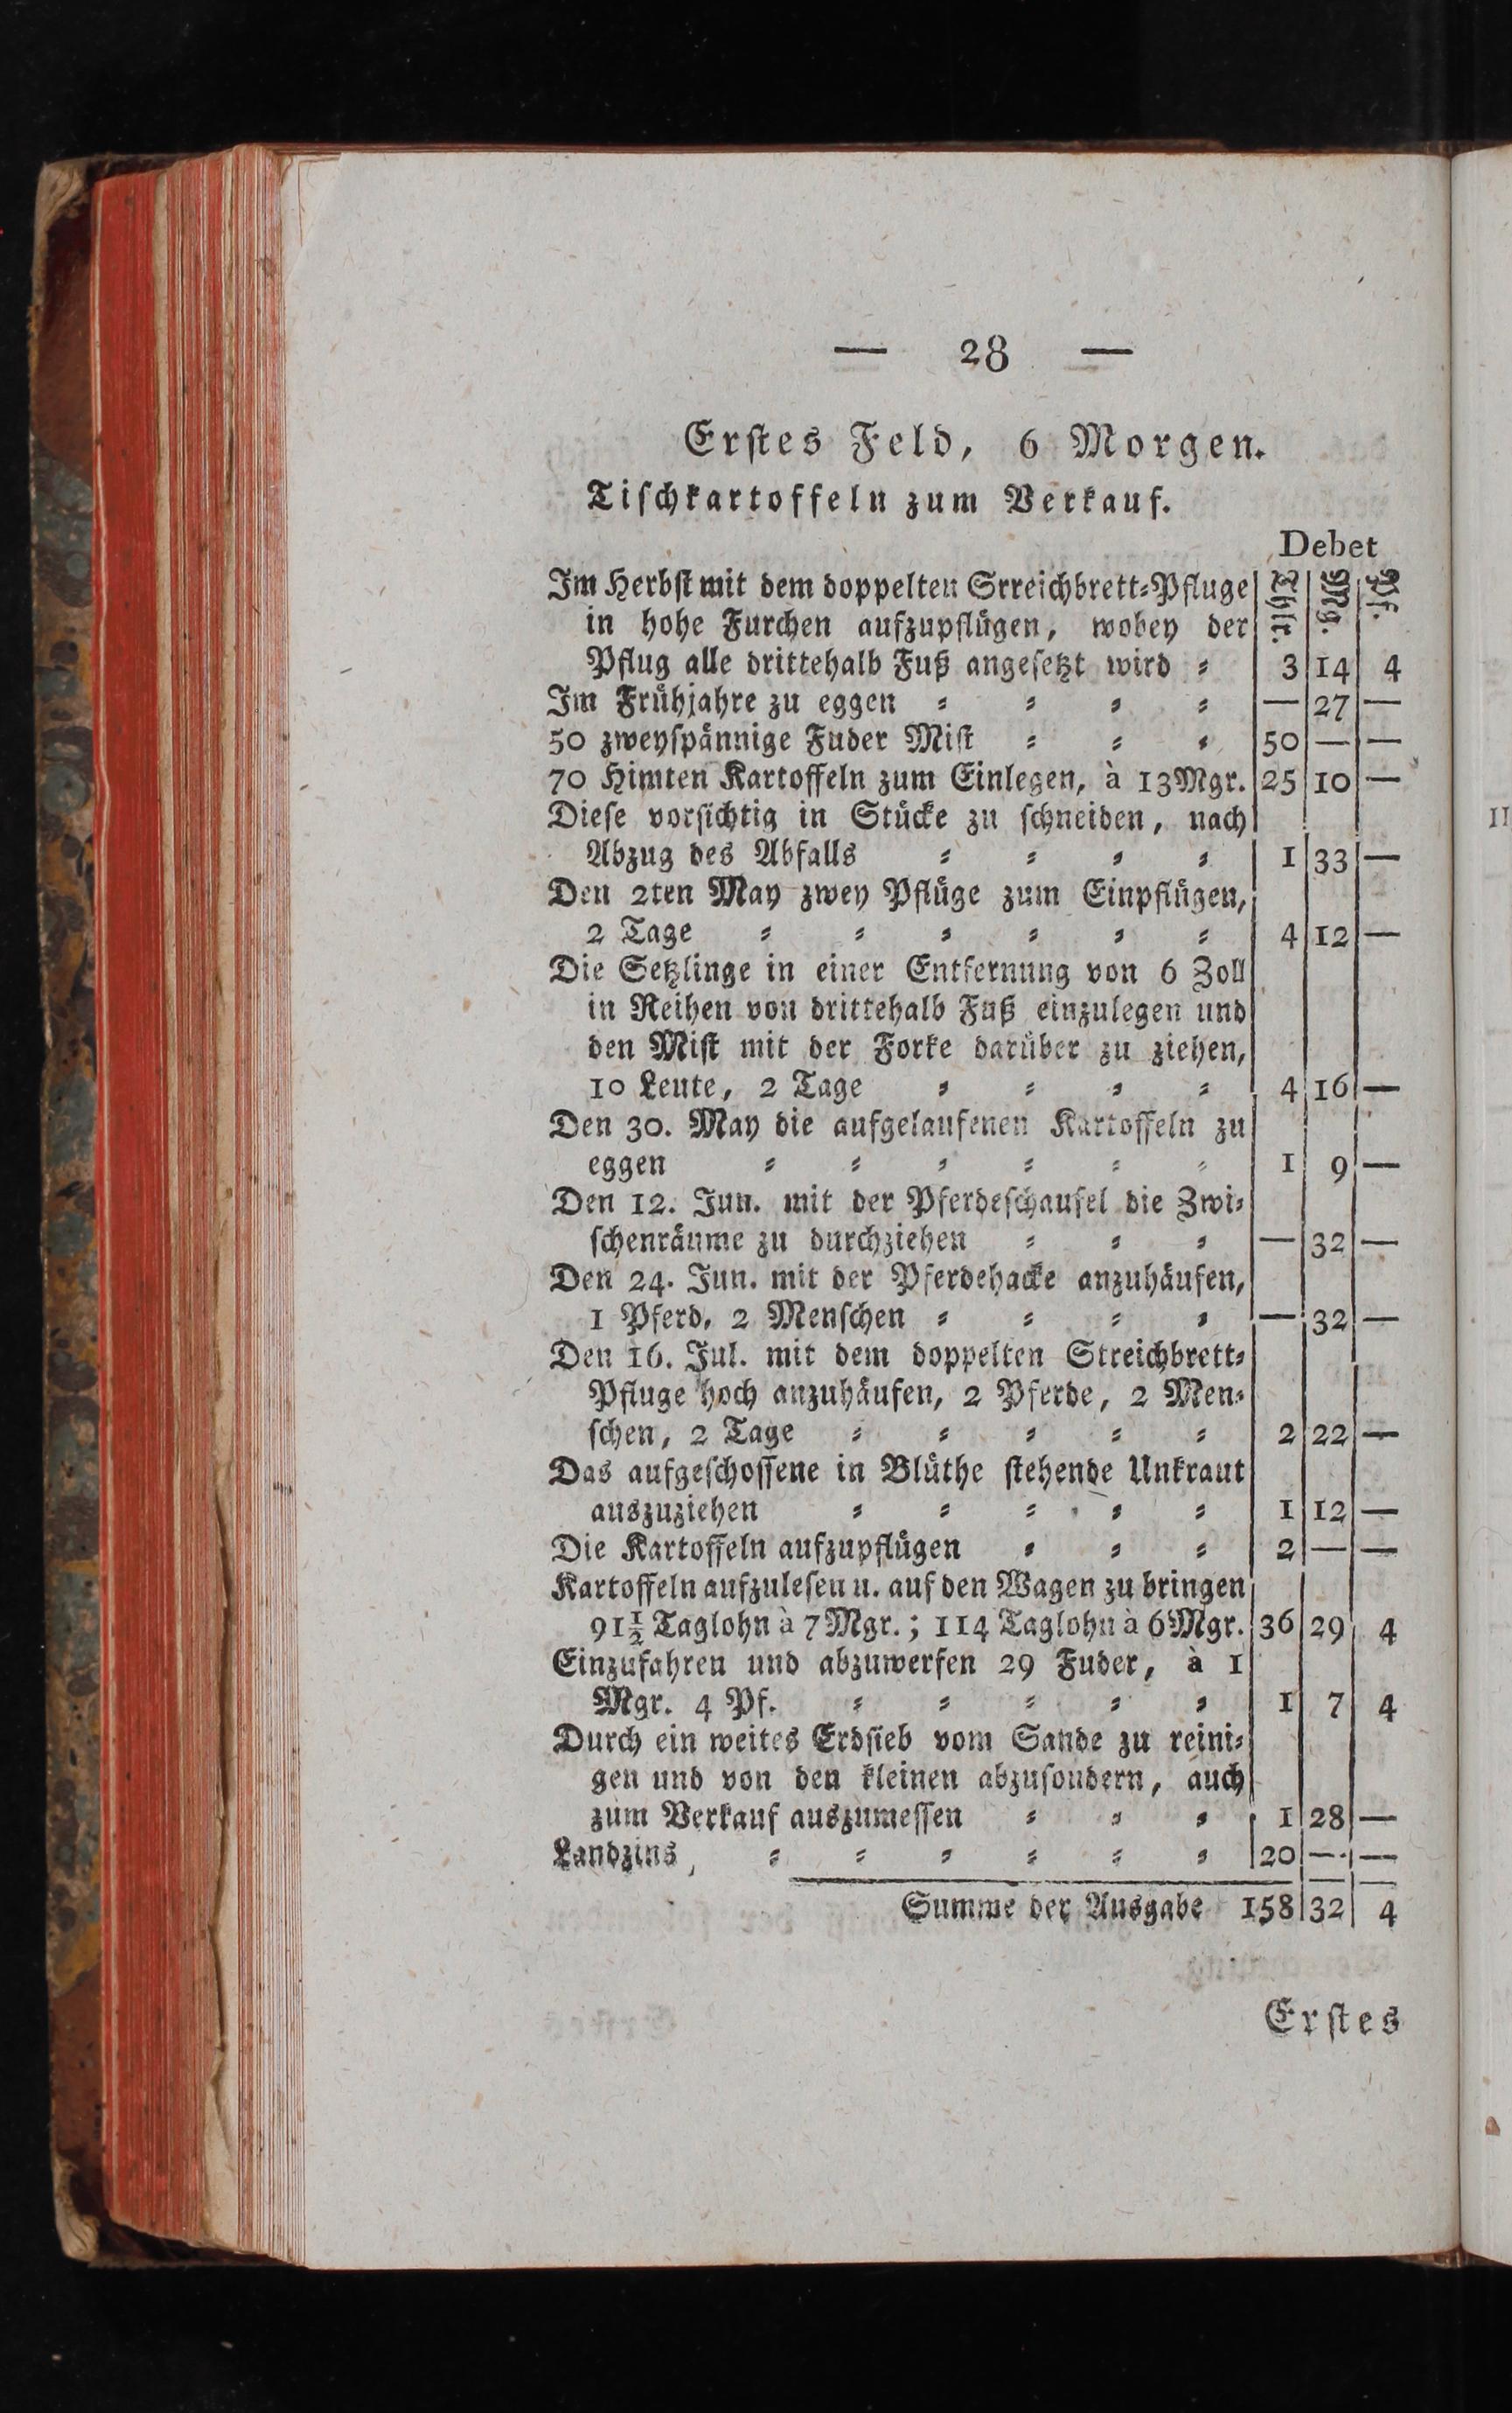 — 28 —
Erstes Feld, 6 Morgen.
Tischkartoffeln zum Verkauf.
Debet
Im Herbst mit dem doppelten Srreichbrett-Pfluge | Thlr. | Mg. | Pf.
in hohe Furchen aufzupflügen, wobey der
Pflug alle drittehalb Fuß angesetzt wird = | 3 | 14 | 4
Im Frühjahre zu eggen = = = = | — | 27 | —
50 zweyspännige Fuder Mist = = = | 50 | — | —
70 Himten Kartoffeln zum Einlegen, à 13 Mgr. | 25 | 10 | —
Diese vorsichtig in Stücke zu schneiden, nach
Abzug des Abfalls = = = = | 1 | 33 | —
Den 2ten May zwey Pflüge zum Einpflügen,
2 Tage = = = = = = | 4 | 12 | —
Die Setzlinge in einer Entfernung von 6 Zoll
in Reihen von drittehalb Fuß einzulegen und
den Mist mit der Forke darüber zu ziehen,
10 Leute, 2 Tage = = = = | 4 | 16 | —
Den 30. May die aufgelaufenen Kartoffeln zu
eggen = = = = = = | 1 | 9 | —
Den 12. Jun. mit der Pferdeschaufel die Zwi-
schenräume zu durchziehen = = = | — | 32 | —
Den 24. Jun. mit der Pferdehacke anzuhäufen,
1 Pferd, 2 Menschen = = = = | — | 32 | —
Den 16. Jul. mit dem doppelten Streichbrett-
Pfluge hoch anzuhäufen, 2 Pferde, 2 Men-
schen, 2 Tage = = = = = | 2 | 22 | —
Das aufgeschossene in Blüthe stehende Unkraut
auszuziehen = = = = = | 1 | 12 | —
Die Kartoffeln aufzupflügen = = = | 2 | — | —
Kartoffeln aufzulesen u. auf den Wagen zu bringen
91½ Taglohn à 7 Mgr.; 114 Taglohn à 6 Mgr. | 36 | 29 | 4
Einzufahren und abzuwerfen 29 Fuder, à 1
Mgr. 4 Pf. = = = = = | 1 | 7 | 4
Durch ein weites Erdsieb vom Sande zu reini-
gen und von den kleinen abzusondern, auch
zum Verkauf auszumessen = = = | 1 | 28 | —
Landzins, = = = = = = | 20 | — | —
Summe der Ausgabe 158 | 32 | 4
Erstes
11